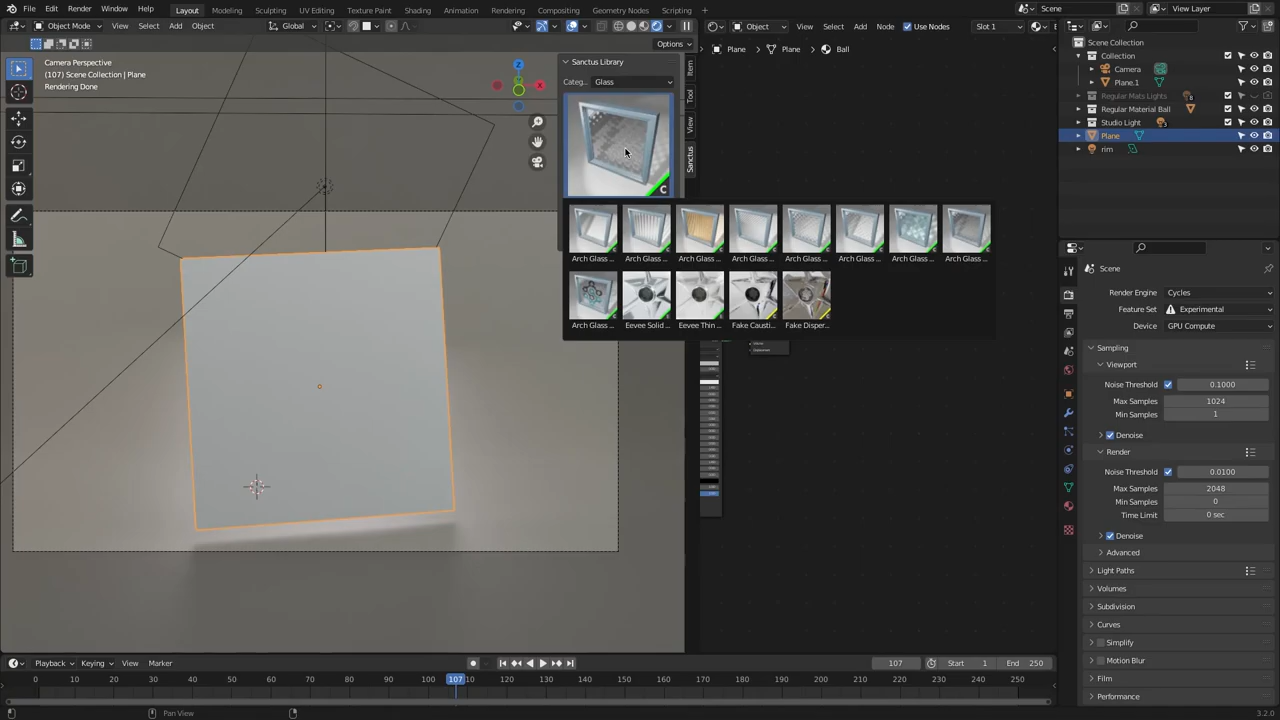 File Edit Render Window Help Layout Modeling Sculpting UV Editing Texture Paint Shading Animation Rendering Compositing Geometry Nodes Scripting Scene View Layer
Object Mode View Select Add Object Global Object View Select Add Node Use Nodes Slot 1
Options
Plane Plane Ball
Camera Perspective
(107) Scene Collection | Plane
Rendering Done
Z
X
Y
Sanctus Library
Categ... Glass
C
Item
Tool
View
Sanctus
Arch Glass ... Arch Glass ... Arch Glass ... Arch Glass ... Arch Glass ... Arch Glass ... Arch Glass ... Arch Glass ...
Arch Glass ... Eevee Solid ... Eevee Thin ... Fake Causti... Fake Disper...
Scene Collection
Collection
Camera
Plane.1
Regular Mats Lights
Regular Material Ball
Studio Light
Plane
rim
Scene
Render Engine Cycles
Feature Set Experimental
Device GPU Compute
Sampling
Viewport
Noise Threshold 0.1000
Max Samples 1024
Min Samples 1
Denoise
Render
Noise Threshold 0.0100
Max Samples 2048
Min Samples 0
Time Limit 0 sec
Denoise
Advanced
Light Paths
Volumes
Subdivision
Curves
Simplify
Motion Blur
Film
Performance
Playback Keying View Marker 107 Start 1 End 250
0 10 20 30 40 50 60 70 80 90 100 107 110 120 130 140 150 160 170 180 190 200 210 220 230 240 250
Pan View 3.2.0